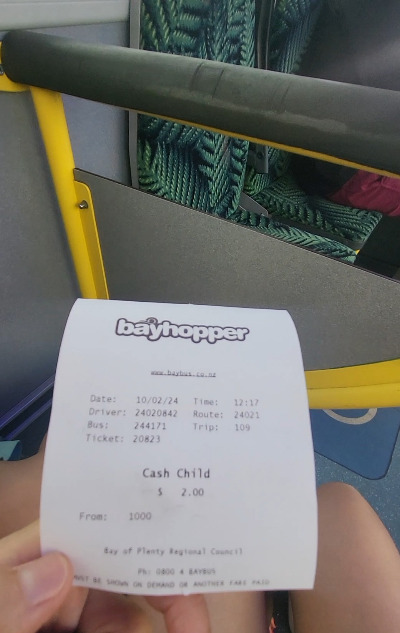 bayhopper
www.baybus.co.nz
Date: 10/02/24 Time: 12:17
Driver: 24020842 Route: 24021
Bus: 244171 Trip: 109
Ticket: 20823
Cash Child
$ 2.00
From: 1000
Bay of Plenty Regional Council
Ph: 0800 4 BAYBUS
MUST BE SHOWN ON DEMAND OR ANOTHER FARE PAID